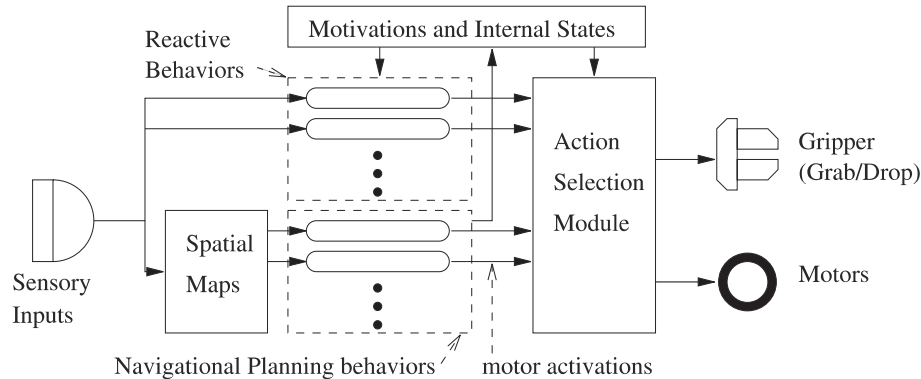 Motivations and Internal States
Reactive
Behaviors
Action
Selection
Module
Gripper
(Grab/Drop)
Spatial
Maps
Sensory
Inputs
Motors
Navigational Planning behaviors
motor activations